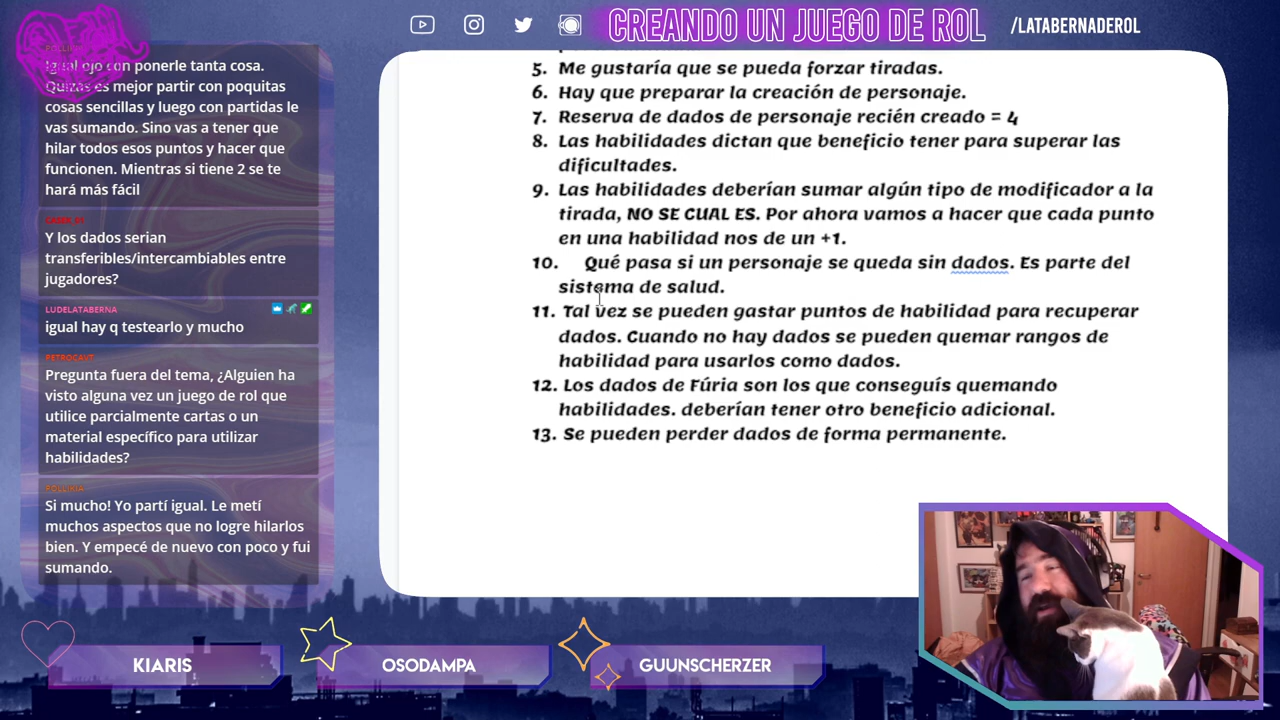 CREANDO UN JUEGO DE ROL
/LATABERNADEROL
Igual ojo con ponerle tanta cosa.
Quizás es mejor partir con poquitas
cosas sencillas y luego con partidas le
vas sumando. Sino vas a tener que
hilar todos esos puntos y hacer que
funcionen. Mientras si tiene 2 se te
hará más fácil
Y los dados serian
transferibles/intercambiables entre
jugadores?
LUDELATABERNA
igual hay q testearlo y mucho
PETROCAVT
Pregunta fuera del tema, ¿Alguien ha
visto alguna vez un juego de rol que
utilice parcialmente cartas o un
material específico para utilizar
habilidades?
Si mucho! Yo partí igual. Le metí
muchos aspectos que no logre hilarlos
bien. Y empecé de nuevo con poco y fui
sumando.
5. Me gustaría que se pueda forzar tiradas.
6. Hay que preparar la creación de personaje.
7. Reserva de dados de personaje recién creado = 4
8. Las habilidades dictan que beneficio tener para superar las
dificultades.
9. Las habilidades deberían sumar algún tipo de modificador a la
tirada, NO SE CUAL ES. Por ahora vamos a hacer que cada punto
en una habilidad nos de un +1.
10. Qué pasa si un personaje se queda sin dados. Es parte del
sistema de salud.
11. Tal vez se pueden gastar puntos de habilidad para recuperar
dados. Cuando no hay dados se pueden quemar rangos de
habilidad para usarlos como dados.
12. Los dados de Fúria son los que conseguís quemando
habilidades. deberían tener otro beneficio adicional.
13. Se pueden perder dados de forma permanente.
KIARIS
OSODAMPA
GUUNSCHERZER